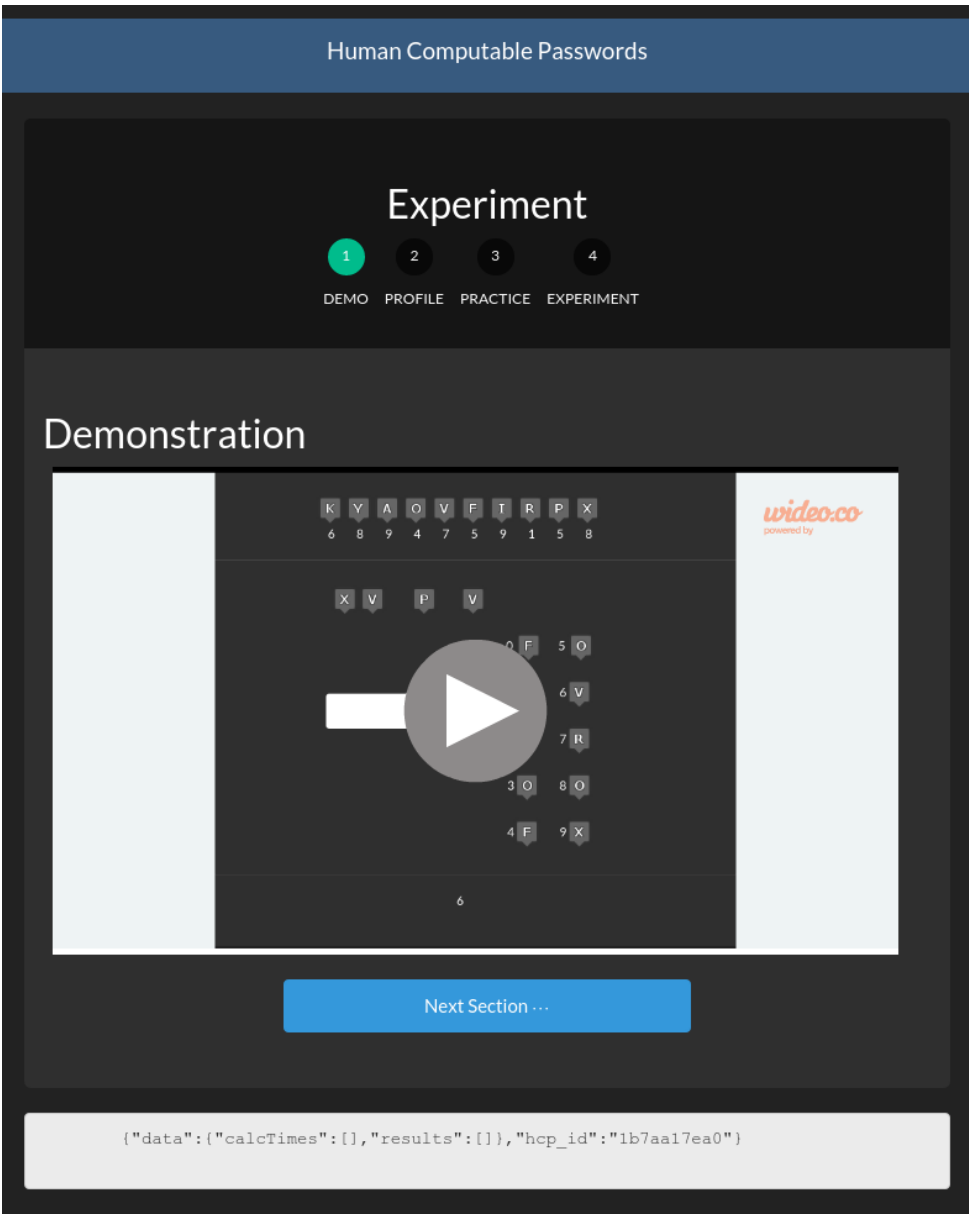 Human Computable Passwords
Experiment
1 2 3 4
DEMO PROFILE PRACTICE EXPERIMENT
Demonstration
K Y A O V F I R P X
6 8 9 4 7 5 9 1 5 8
wideo.co
powered by
X V P V
0 F 5 O
6 V
7 R
3 O 8 O
4 F 9 X
6
Next Section ···
{"data":{"calcTimes":[],"results":[]},"hcp_id":"1b7aa17ea0"}